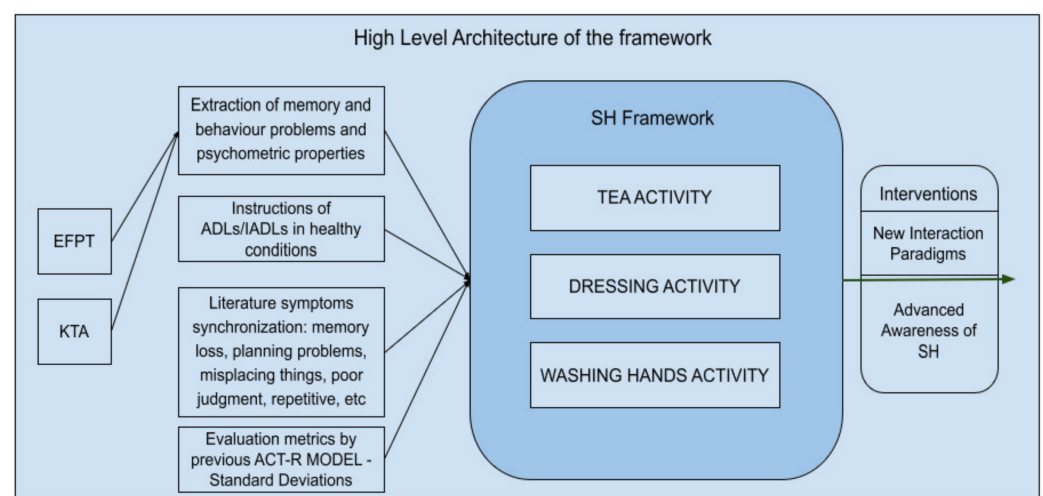 High Level Architecture of the framework
EFPT
KTA
Extraction of memory and
behaviour problems and
psychometric properties
Instructions of
ADLs/IADLs in healthy
conditions
Literature symptoms
synchronization: memory
loss, planning problems,
misplacing things, poor
judgment, repetitive, etc
Evaluation metrics by
previous ACT-R MODEL -
Standard Deviations
SH Framework
TEA ACTIVITY
DRESSING ACTIVITY
WASHING HANDS ACTIVITY
Interventions
New Interaction
Paradigms
Advanced
Awareness of
SH